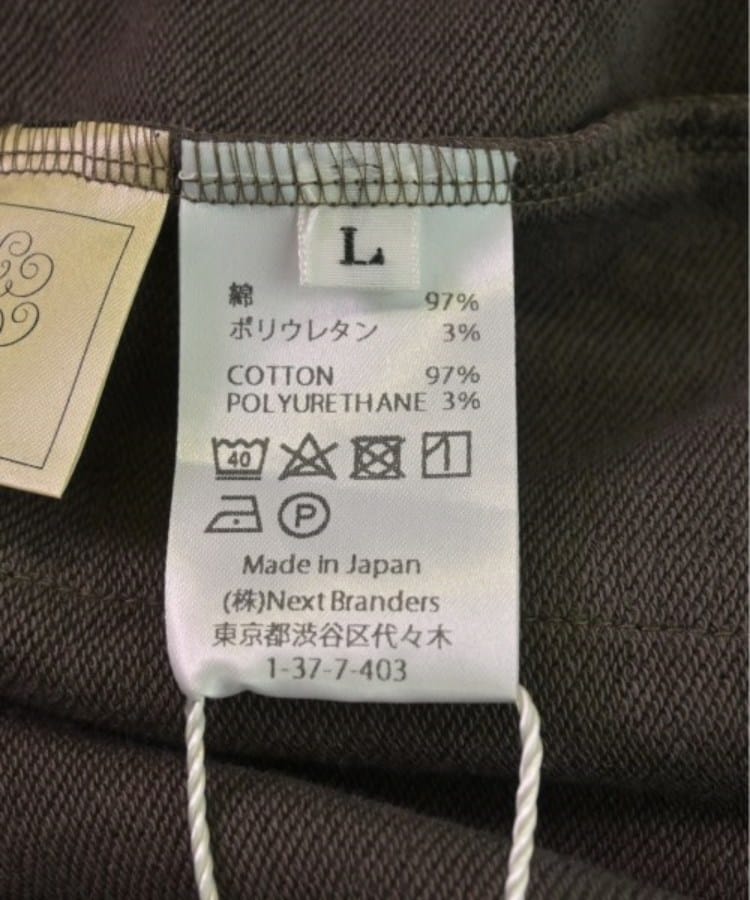 L
綿 97%
ポリウレタン 3%
COTTON 97%
POLYURETHANE 3%
40
P
Made in Japan
(株)Next Branders
東京都渋谷区代々木
1-37-7-403